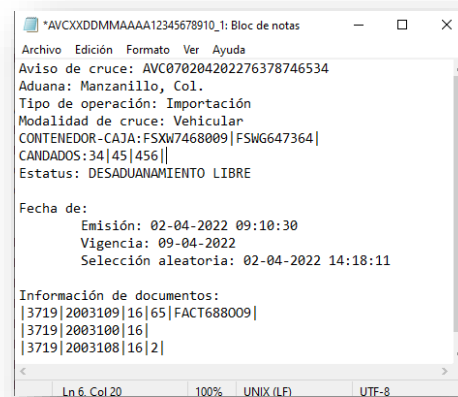 *AVCXXDDMMAAAA12345678910_1: Bloc de notas
Archivo Edición Formato Ver Ayuda
Aviso de cruce: AVC070204202276378746534
Aduana: Manzanillo, Col.
Tipo de operación: Importación
Modalidad de cruce: Vehicular
CONTENEDOR-CAJA:FSXW7468009|FSWG647364|
CANDADOS:34|45|456|
Estatus: DESADUANAMIENTO LIBRE
Fecha de:
Emisión: 02-04-2022 09:10:30
Vigencia: 09-04-2022
Selección aleatoria: 02-04-2022 14:18:11
Información de documentos:
|3719|2003109|16|65|FACT688OO9|
|3719|2003100|16|
|3719|2003108|16|2|
Ln 6, Col 20 100% UNIX (LF) UTF-8